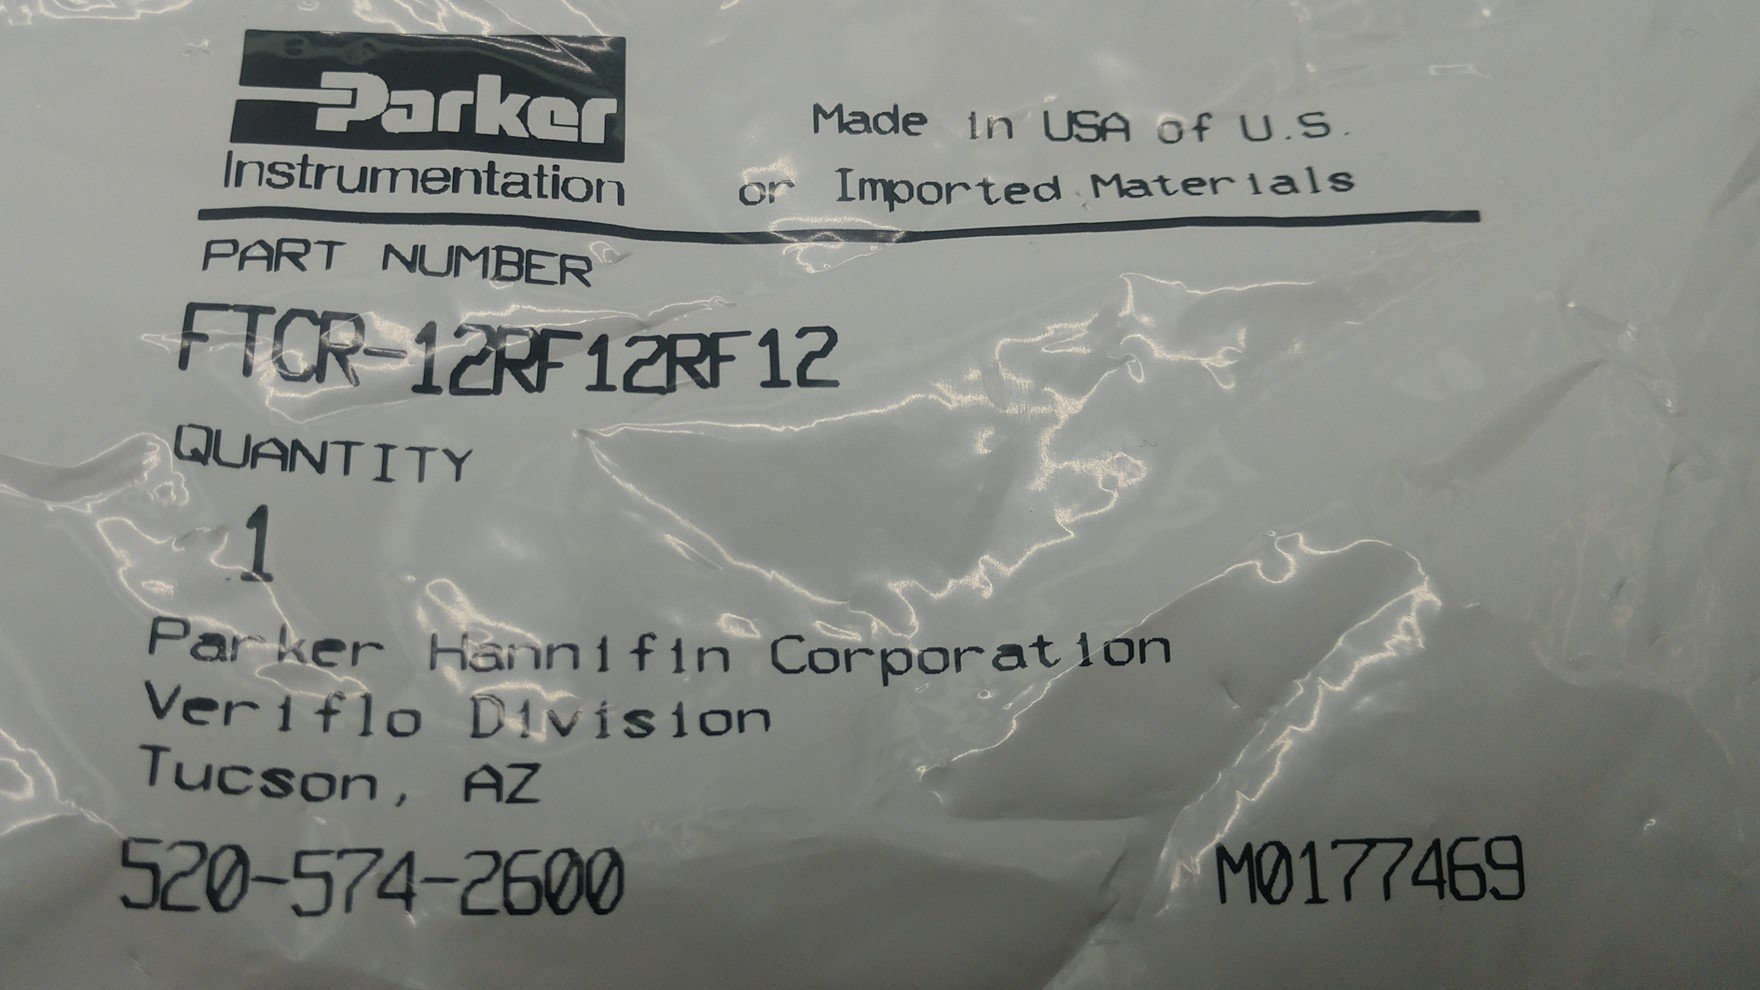 Parker
Instrumentation
Made in USA of U.S.
or Imported Materials
PART NUMBER
FTCR-12RF12RF12
QUANTITY
1
Parker Hannifin Corporation
Veriflo Division
Tucson, AZ
520-574-2600
M0177469